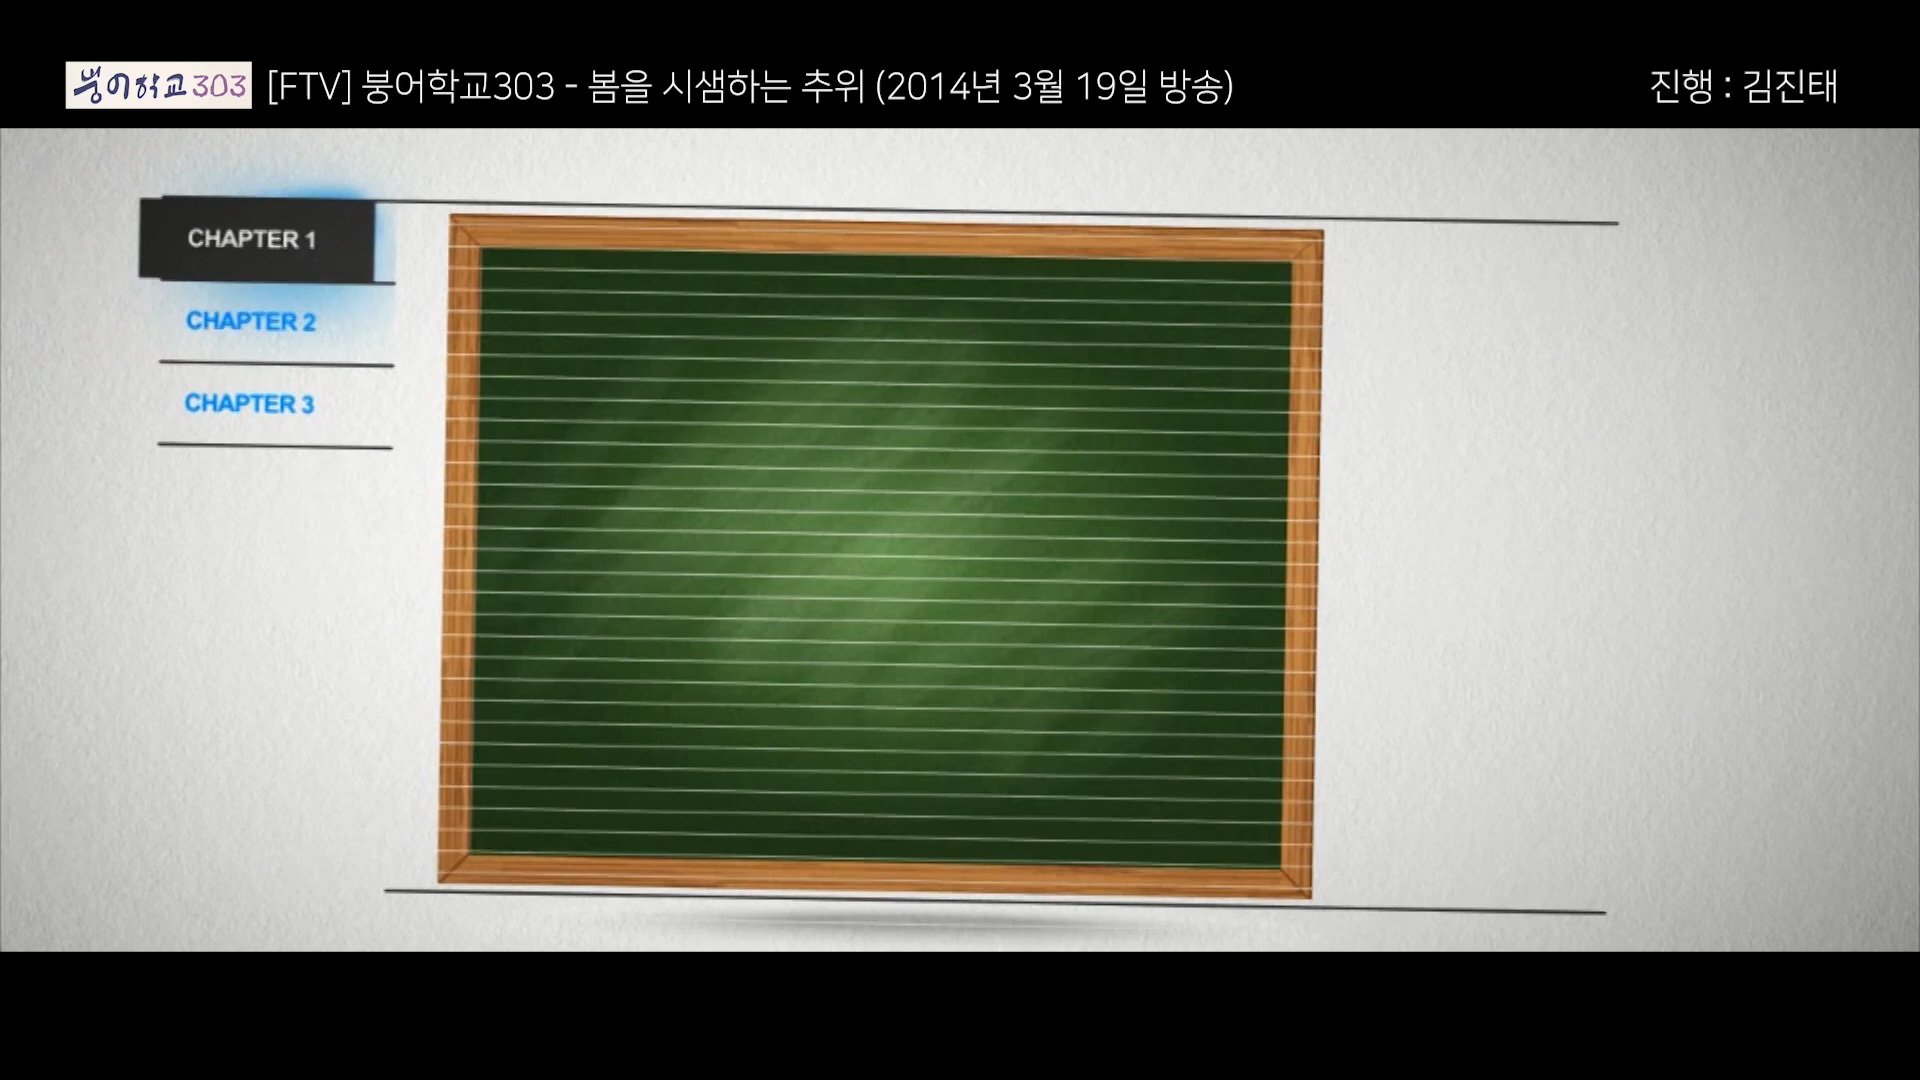 붕어학교303 [FTV] 붕어학교303 - 봄을 시샘하는 추위 (2014년 3월 19일 방송) 진행 : 김진태
CHAPTER 1
CHAPTER 2
CHAPTER 3